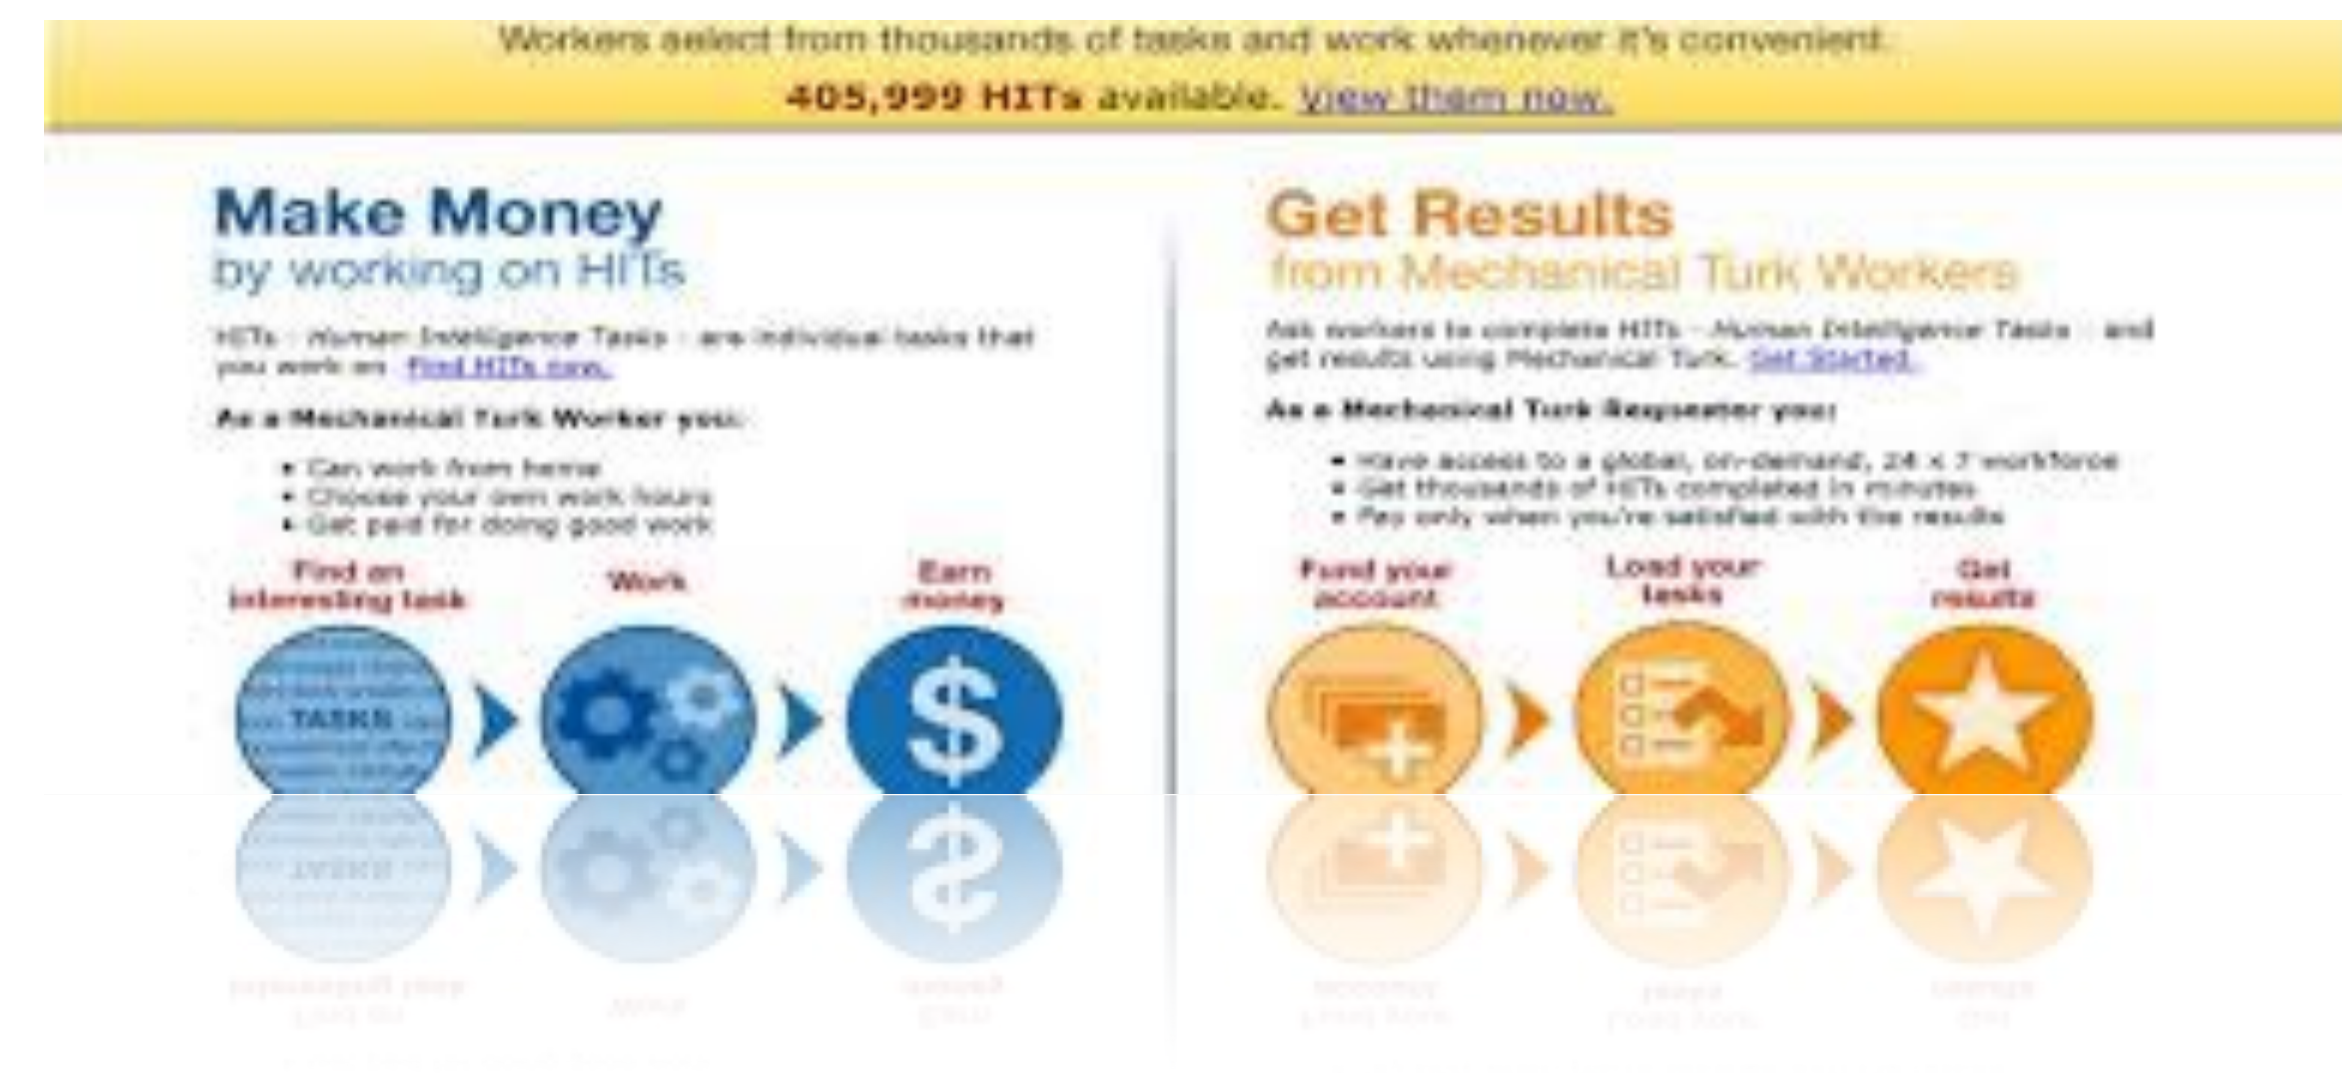 Workers select from thousands of tasks and work whenever it's convenient.
405,999 HITs available. View them now.
Make Money
by working on HITs
HITs - Human Intelligence Tasks - are individual tasks that
you work on. Find HITs now.
As a Mechanical Turk Worker you:
• Can work from home
• Choose your own work hours
• Get paid for doing good work
Find an
interesting task
Work
Earn
money
TASKS
$
Get Results
from Mechanical Turk Workers
Ask workers to complete HITs - Human Intelligence Tasks - and
get results using Mechanical Turk. Get Started.
As a Mechanical Turk Requester you:
• Have access to a global, on-demand, 24 x 7 workforce
• Get thousands of HITs completed in minutes
• Pay only when you're satisfied with the results
Fund your
account
Load your
tasks
Get
results